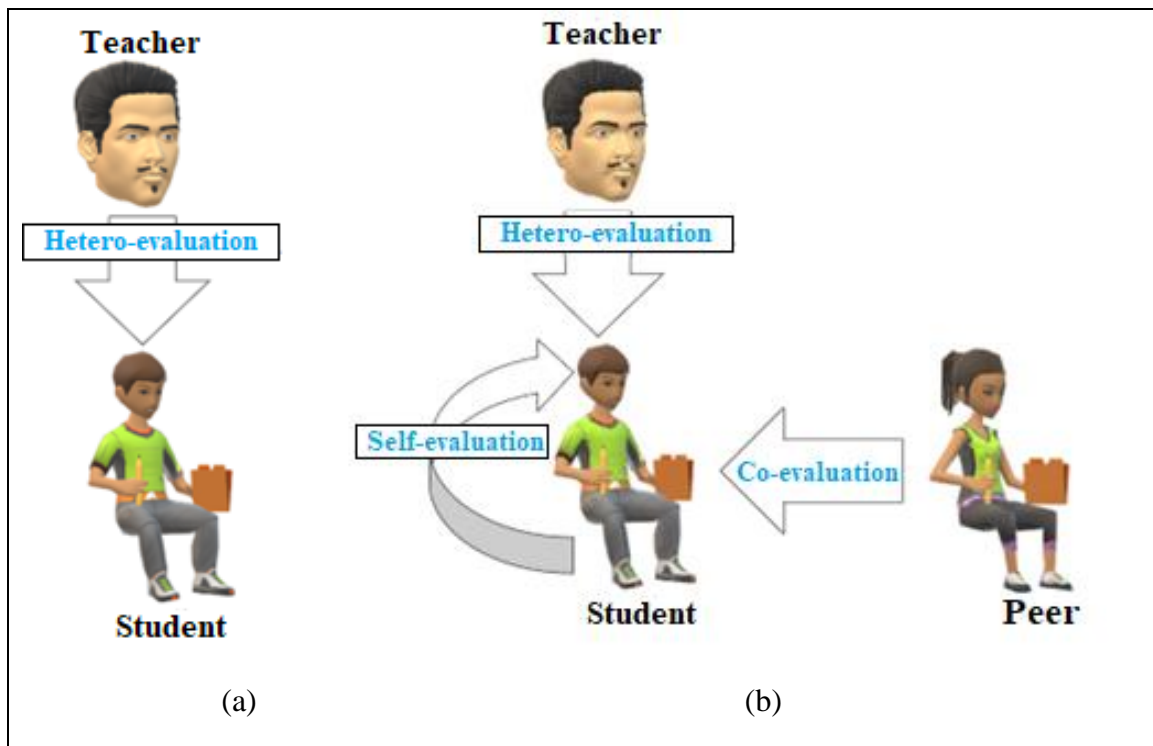 Teacher
Hetero-evaluation
Student
(a)
Teacher
Hetero-evaluation
Self-evaluation
Co-evaluation
Student
Peer
(b)